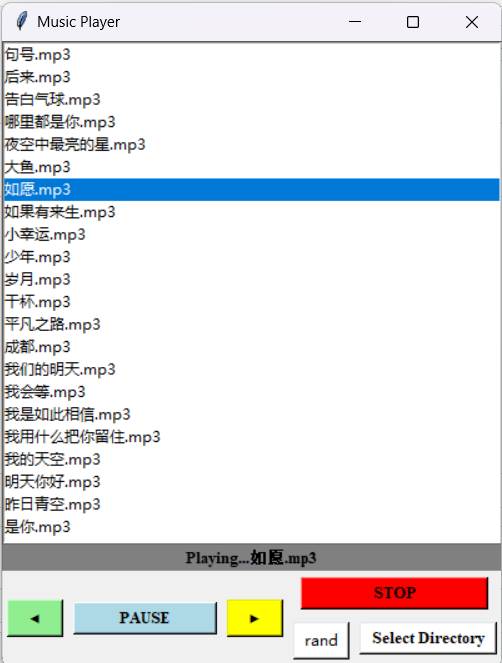 Music Player
句号.mp3
后来.mp3
告白气球.mp3
哪里都是你.mp3
夜空中最亮的星.mp3
大鱼.mp3
如愿.mp3
如果有来生.mp3
小幸运.mp3
少年.mp3
岁月.mp3
干杯.mp3
平凡之路.mp3
成都.mp3
我们的明天.mp3
我会等.mp3
我是如此相信.mp3
我用什么把你留住.mp3
我的天空.mp3
明天你好.mp3
昨日青空.mp3
是你.mp3
Playing...如愿.mp3
◄ PAUSE ► STOP
rand Select Directory